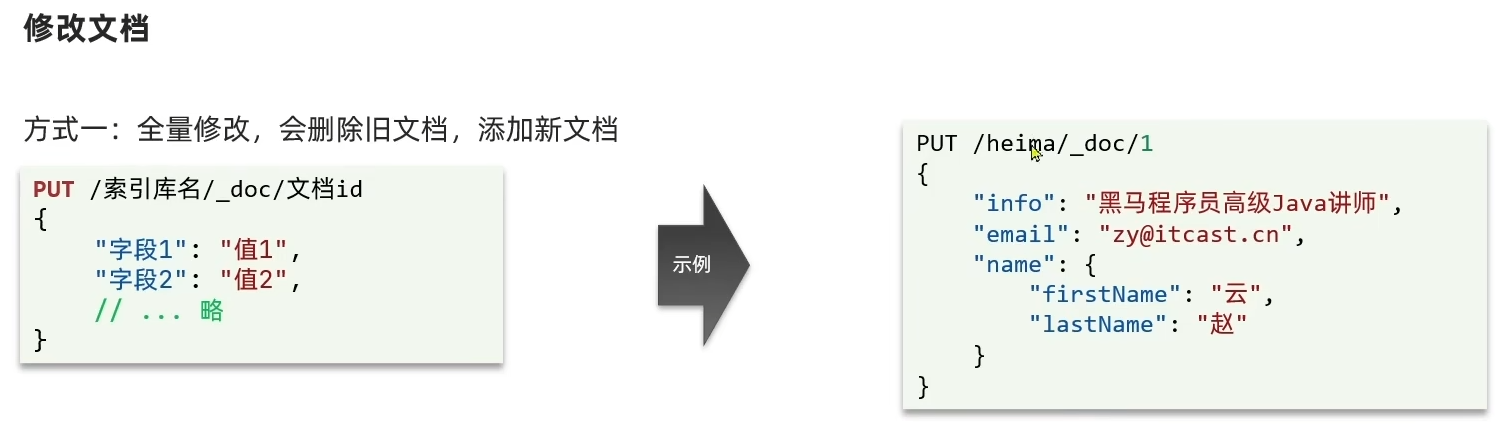 修改文档
方式一：全量修改，会删除旧文档，添加新文档
PUT /索引库名/_doc/文档id
{
    "字段1": "值1",
    "字段2": "值2",
    // ... 略
}
示例
PUT /heima/_doc/1
{
    "info": "黑马程序员高级Java讲师",
    "email": "zy@itcast.cn",
    "name": {
        "firstName": "云",
        "lastName": "赵"
    }
}